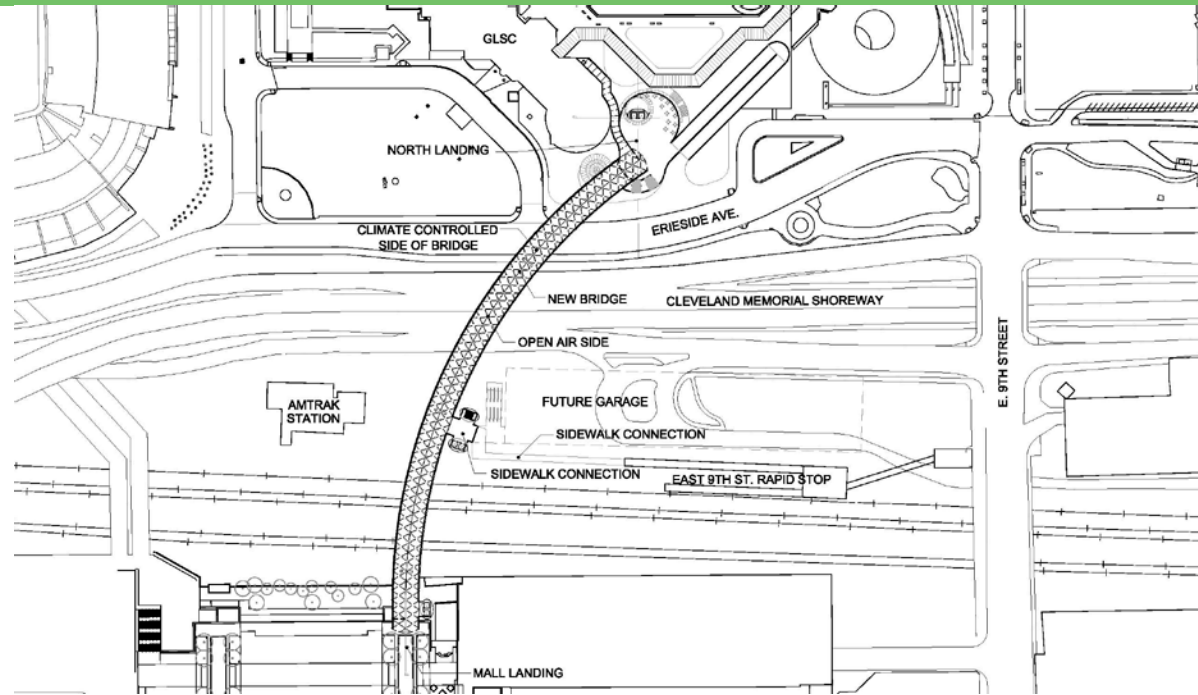 GLSC
NORTH LANDING
ERIESIDE AVE.
CLIMATE CONTROLLED
SIDE OF BRIDGE
NEW BRIDGE
CLEVELAND MEMORIAL SHOREWAY
OPEN AIR SIDE
E. 9TH STREET
AMTRAK
STATION
FUTURE GARAGE
SIDEWALK CONNECTION
SIDEWALK CONNECTION
EAST 9TH ST. RAPID STOP
MALL LANDING